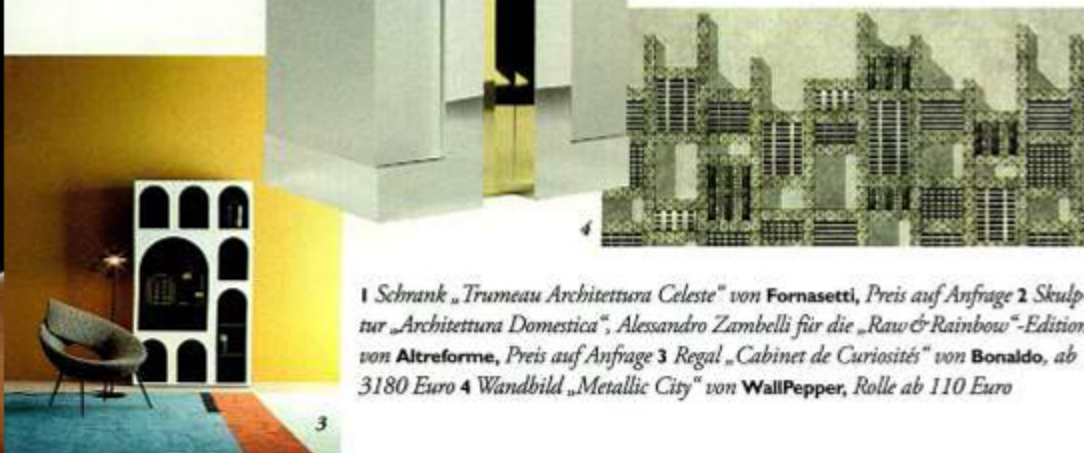 4
1 Schrank „Trumeau Architettura Celeste“ von Fornasetti, Preis auf Anfrage 2 Skulp-
tur „Architettura Domestica“, Alessandro Zambelli für die „Raw&Rainbow“-Edition
von Altreforme, Preis auf Anfrage 3 Regal „Cabinet de Curiosités“ von Bonaldo, ab
3180 Euro 4 Wandbild „Metallic City“ von WallPepper, Rolle ab 110 Euro
3